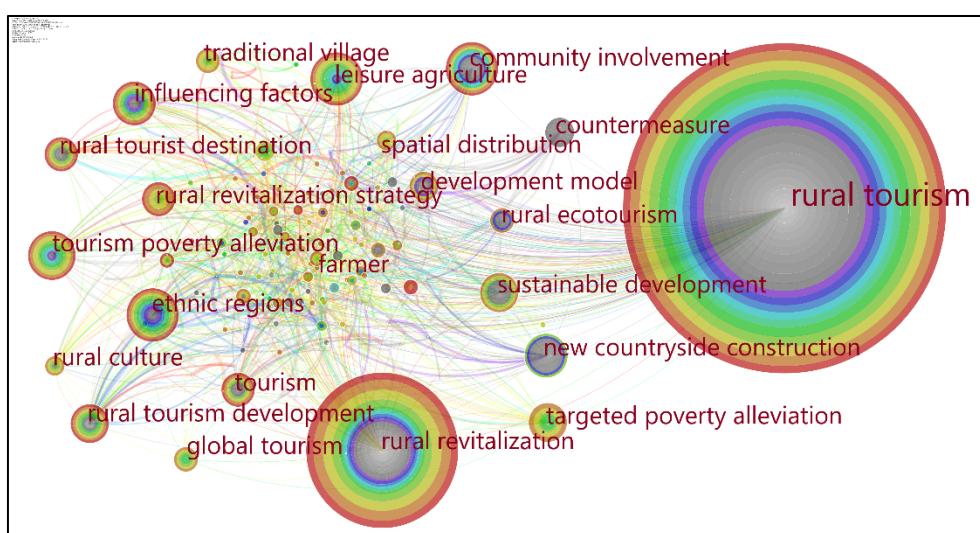 traditional village
community involvement
leisure agriculture
influencing factors
countermeasure
rural tourist destination
spatial distribution
development model
rural revitalization strategy
rural tourism
rural ecotourism
tourism poverty alleviation
farmer
sustainable development
ethnic regions
new countryside construction
rural culture
tourism
rural tourism development
targeted poverty alleviation
rural revitalization
global tourism